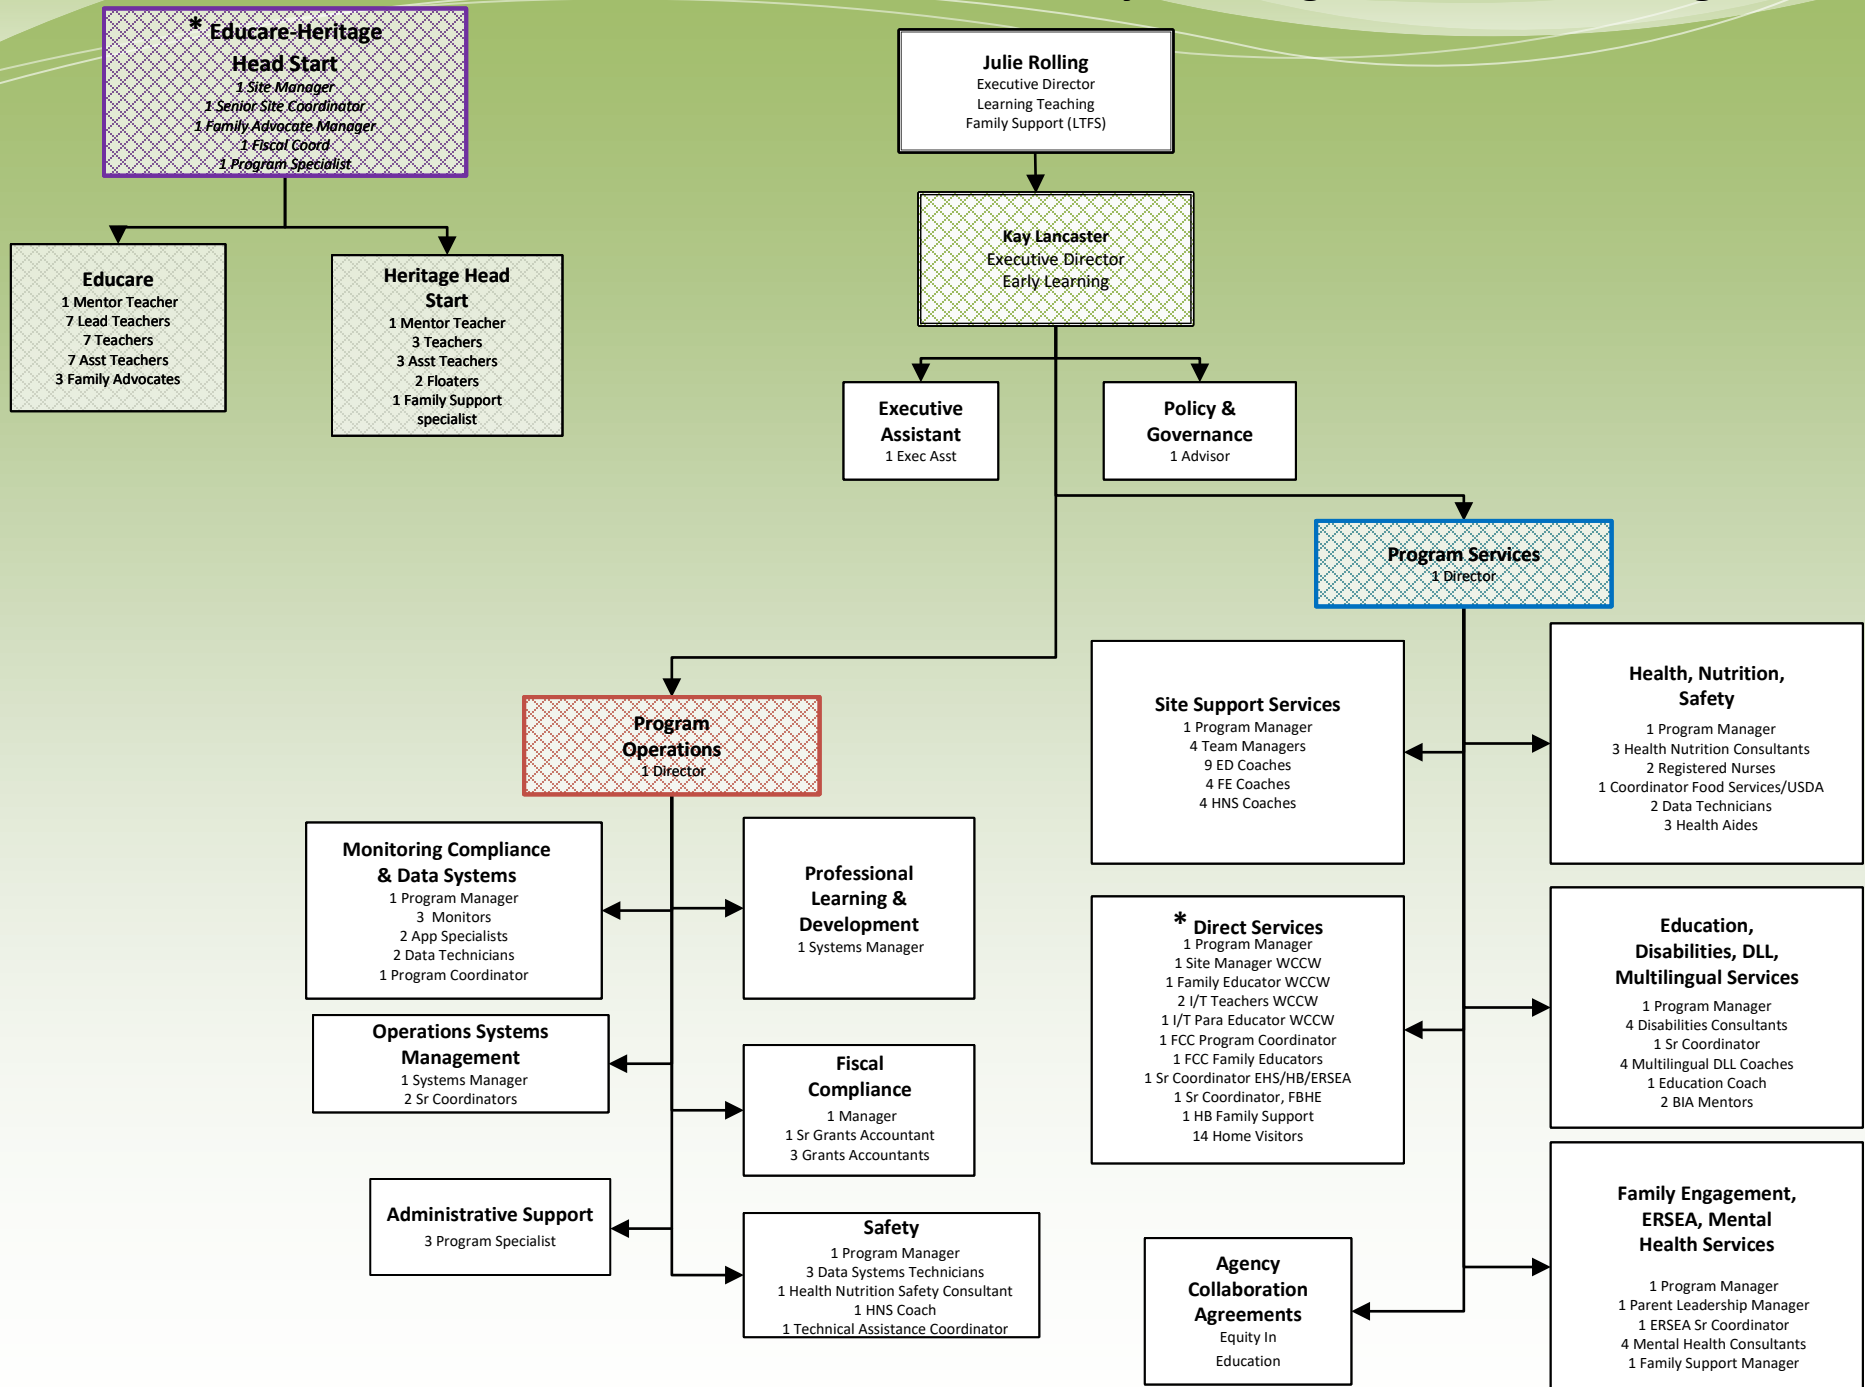 * Educare-Heritage
Head Start
1 Site Manager
1 Senior Site Coordinator
1 Family Advocate Manager
1 Fiscal Coord
1 Program Specialist
Julie Rolling
Executive Director
Learning Teaching
Family Support (LTFS)
Kay Lancaster
Executive Director
Early Learning
Educare
1 Mentor Teacher
7 Lead Teachers
7 Teachers
7 Asst Teachers
3 Family Advocates
Heritage Head
Start
1 Mentor Teacher
3 Teachers
3 Asst Teachers
2 Floaters
1 Family Support
specialist
Executive
Assistant
1 Exec Asst
Policy &
Governance
1 Advisor
Program Services
1 Director
Program
Operations
1 Director
Site Support Services
1 Program Manager
4 Team Managers
9 ED Coaches
4 FE Coaches
4 HNS Coaches
Health, Nutrition,
Safety
1 Program Manager
3 Health Nutrition Consultants
2 Registered Nurses
1 Coordinator Food Services/USDA
2 Data Technicians
3 Health Aides
Monitoring Compliance
& Data Systems
1 Program Manager
3 Monitors
2 App Specialists
2 Data Technicians
1 Program Coordinator
Professional
Learning &
Development
1 Systems Manager
* Direct Services
1 Program Manager
1 Site Manager WCCW
1 Family Educator WCCW
2 I/T Teachers WCCW
1 I/T Para Educator WCCW
1 FCC Program Coordinator
1 FCC Family Educators
1 Sr Coordinator EHS/HB/ERSEA
1 Sr Coordinator, FBHE
1 HB Family Support
14 Home Visitors
Education,
Disabilities, DLL,
Multilingual Services
1 Program Manager
4 Disabilities Consultants
1 Sr Coordinator
4 Multilingual DLL Coaches
1 Education Coach
2 BIA Mentors
Operations Systems
Management
1 Systems Manager
2 Sr Coordinators
Fiscal
Compliance
1 Manager
1 Sr Grants Accountant
3 Grants Accountants
Administrative Support
3 Program Specialist
Safety
1 Program Manager
3 Data Systems Technicians
1 Health Nutrition Safety Consultant
1 HNS Coach
1 Technical Assistance Coordinator
Agency
Collaboration
Agreements
Equity In
Education
Family Engagement,
ERSEA, Mental
Health Services
1 Program Manager
1 Parent Leadership Manager
1 ERSEA Sr Coordinator
4 Mental Health Consultants
1 Family Support Manager